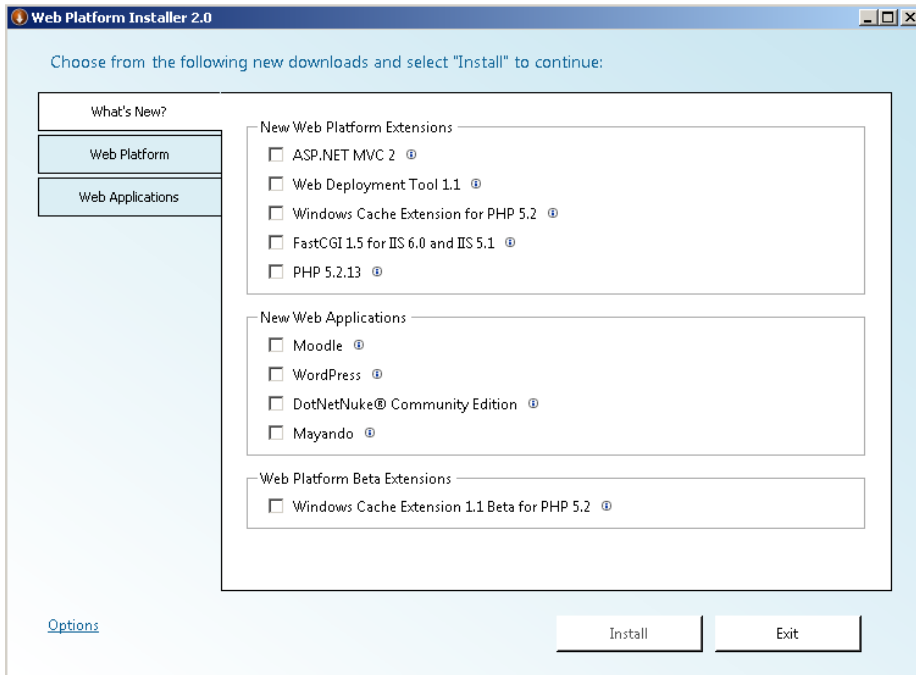 Web Platform Installer 2.0
Choose from the following new downloads and select "Install" to continue:
What's New?
Web Platform
Web Applications
New Web Platform Extensions
ASP.NET MVC 2
Web Deployment Tool 1.1
Windows Cache Extension for PHP 5.2
FastCGI 1.5 for IIS 6.0 and IIS 5.1
PHP 5.2.13
New Web Applications
Moodle
WordPress
DotNetNuke® Community Edition
Mayando
Web Platform Beta Extensions
Windows Cache Extension 1.1 Beta for PHP 5.2
Options
Install
Exit